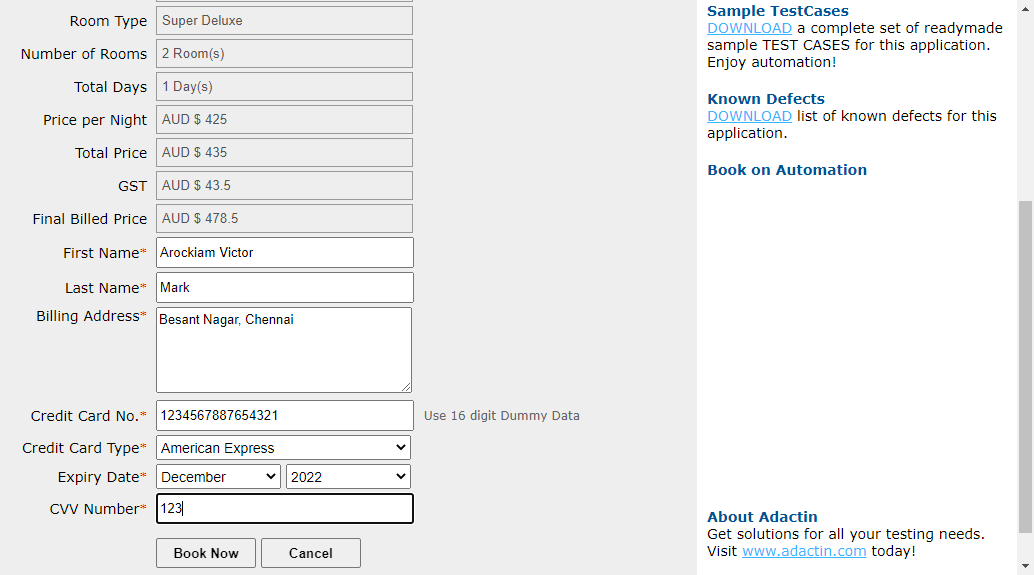 Room Type Super Deluxe
Number of Rooms 2 Room(s)
Total Days 1 Day(s)
Price per Night AUD $ 425
Total Price AUD $ 435
GST AUD $ 43.5
Final Billed Price AUD $ 478.5
First Name* Arockiam Victor
Last Name* Mark
Billing Address* Besant Nagar, Chennai
Credit Card No.* 1234567887654321 Use 16 digit Dummy Data
Credit Card Type* American Express
Expiry Date* December 2022
CVV Number* 123
Book Now Cancel
Sample TestCases
DOWNLOAD a complete set of readymade
sample TEST CASES for this application.
Enjoy automation!
Known Defects
DOWNLOAD list of known defects for this
application.
Book on Automation
About Adactin
Get solutions for all your testing needs.
Visit www.adactin.com today!